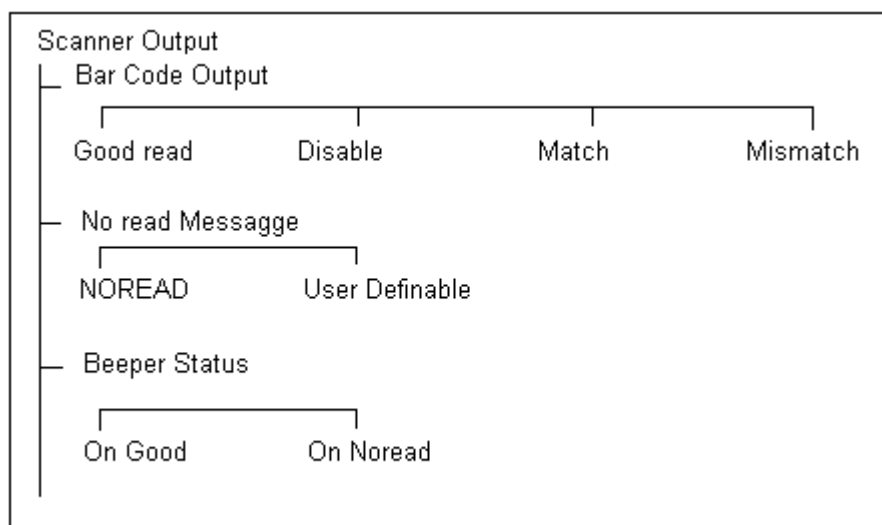 Scanner Output
Bar Code Output
Good read Disable Match Mismatch
No read Messagge
NOREAD User Definable
Beeper Status
On Good On Noread